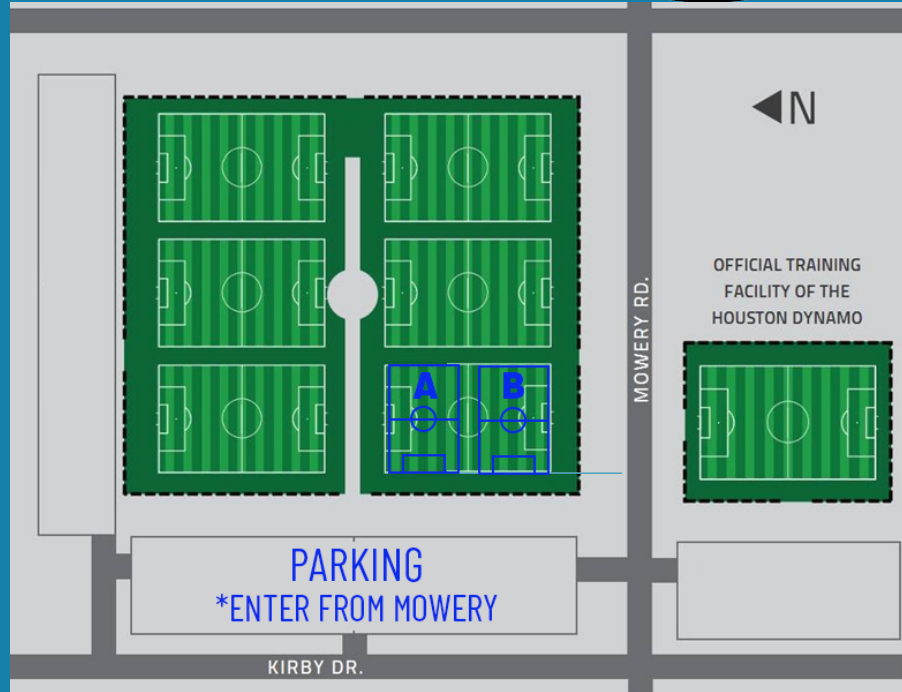 N
OFFICIAL TRAINING
FACILITY OF THE
HOUSTON DYNAMO
MOWERY RD.
A
B
PARKING
*ENTER FROM MOWERY
KIRBY DR.